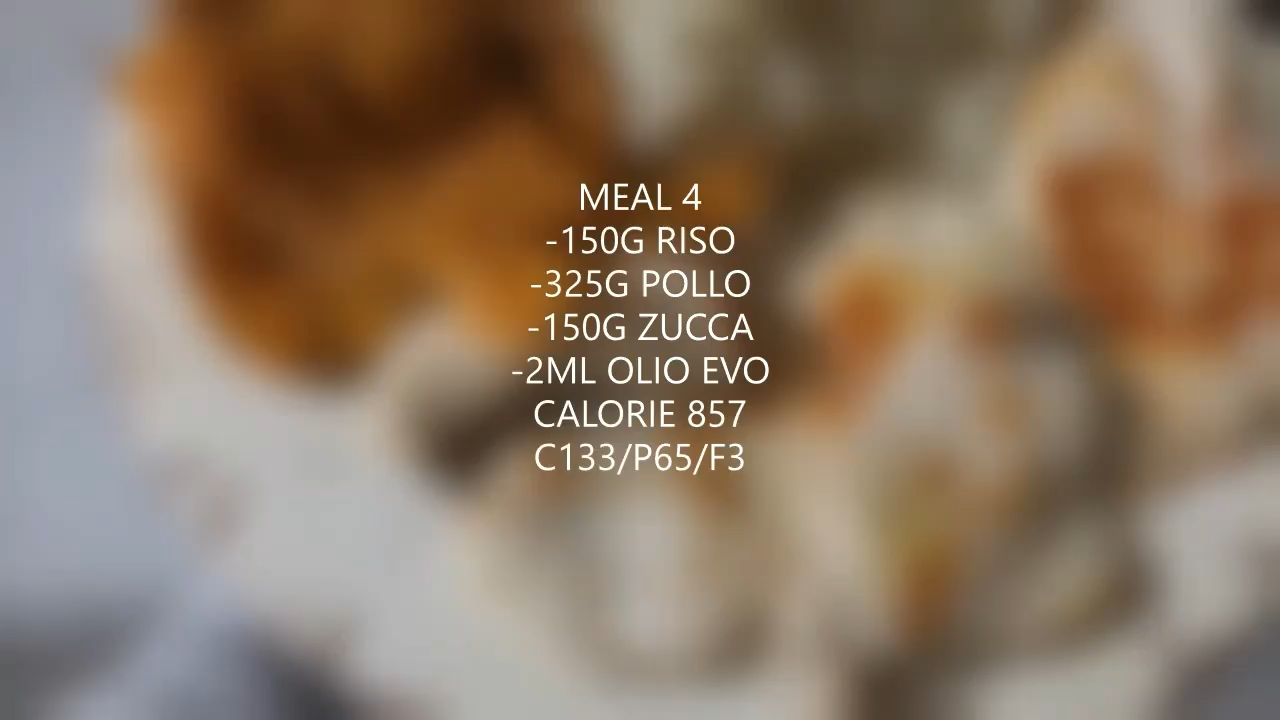 MEAL 4
-150G RISO
-325G POLLO
-150G ZUCCA
-2ML OLIO EVO
CALORIE 857
C133/P65/F3